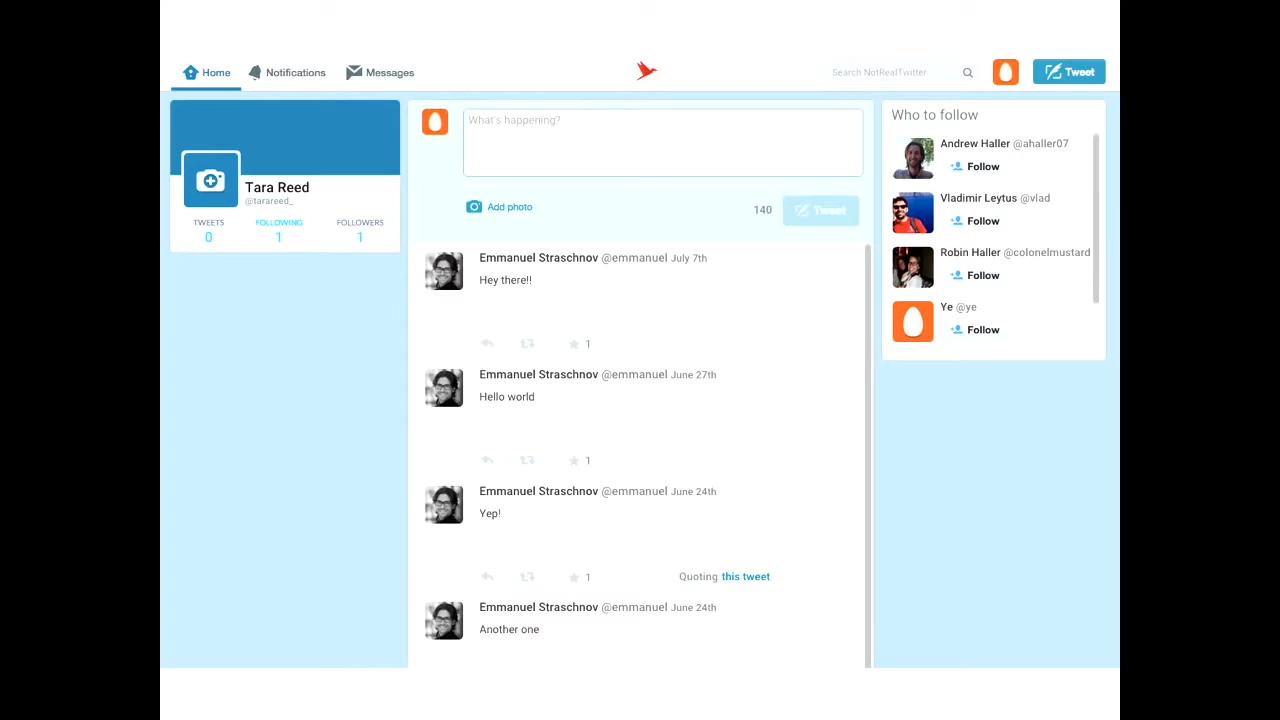 Home Notifications Messages Search NotRealTwitter Tweet
Tara Reed
@tarareed_
TWEETS FOLLOWING FOLLOWERS
0 1 1
What's happening?
Add photo 140 Tweet
Emmanuel Straschnov @emmanuel July 7th
Hey there!!
1
Emmanuel Straschnov @emmanuel June 27th
Hello world
1
Emmanuel Straschnov @emmanuel June 24th
Yep!
1 Quoting this tweet
Emmanuel Straschnov @emmanuel June 24th
Another one
Who to follow
Andrew Haller @ahaller07
Follow
Vladimir Leytus @vlad
Follow
Robin Haller @colonelmustard
Follow
Ye @ye
Follow